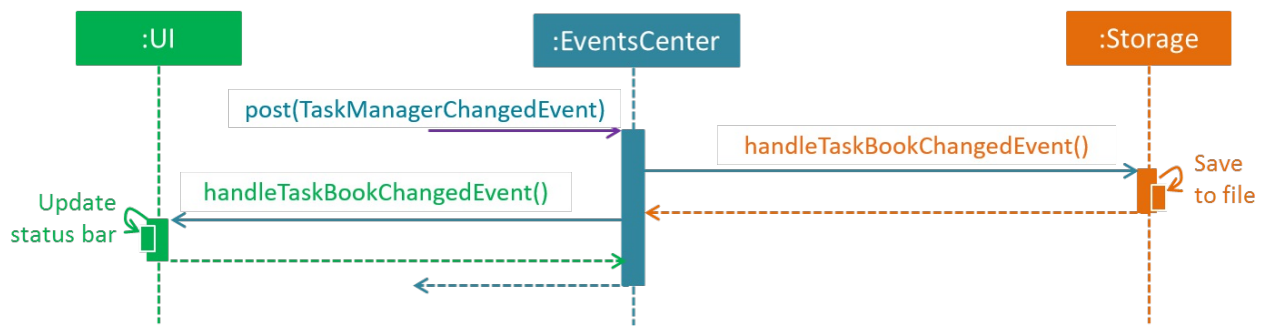 :UI
:EventsCenter
:Storage
post(TaskManagerChangedEvent)
handleTaskBookChangedEvent()
Save
to file
handleTaskBookChangedEvent()
Update
status bar